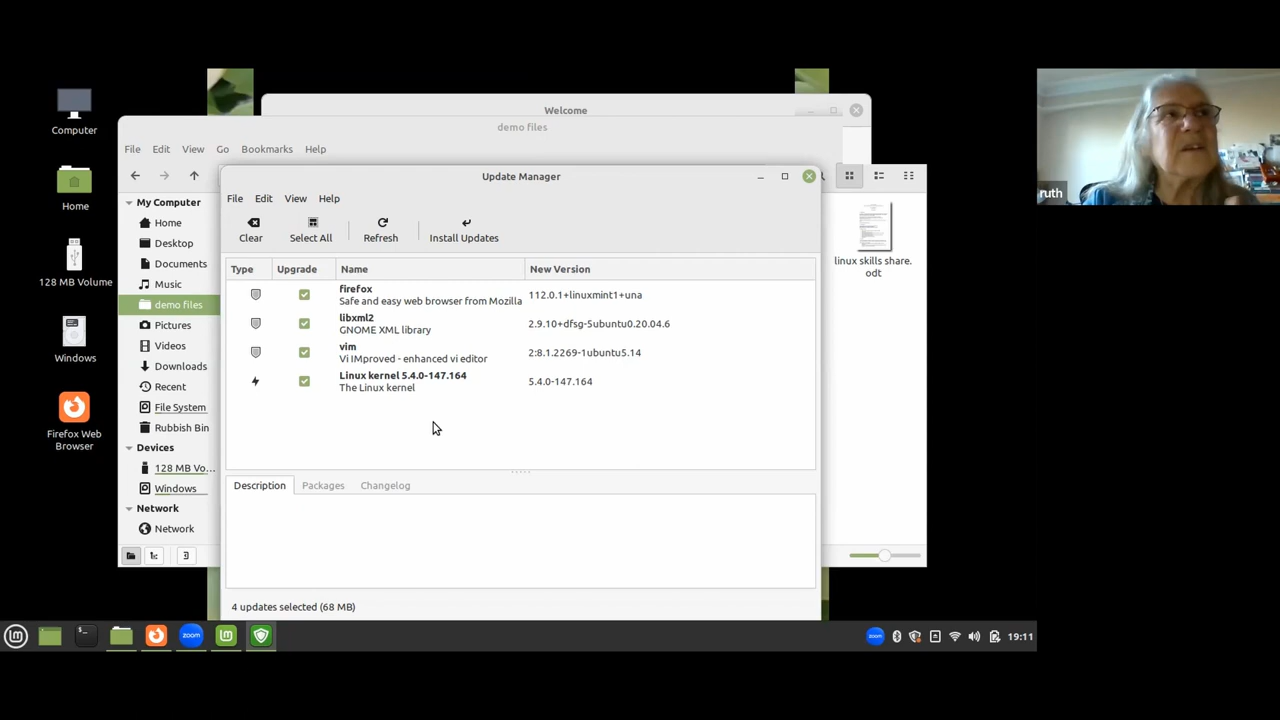 Welcome
demo files
File Edit View Go Bookmarks Help
Computer
Home
128 MB Volume
Windows
Firefox Web
Browser
My Computer
Home
Desktop
Documents
Music
demo files
Pictures
Videos
Downloads
Recent
File System
Rubbish Bin
Devices
128 MB Vo...
Windows
Network
Network
Update Manager
File Edit View Help
Clear Select All Refresh Install Updates
Type Upgrade Name New Version
firefox
Safe and easy web browser from Mozilla
112.0.1+linuxmint1+una
libxml2
GNOME XML library
2.9.10+dfsg-5ubuntu0.20.04.6
vim
Vi IMproved - enhanced vi editor
2:8.1.2269-1ubuntu5.14
Linux kernel 5.4.0-147.164
The Linux kernel
5.4.0-147.164
Description Packages Changelog
4 updates selected (68 MB)
linux skills share.
odt
ruth
zoom
zoom
19:11